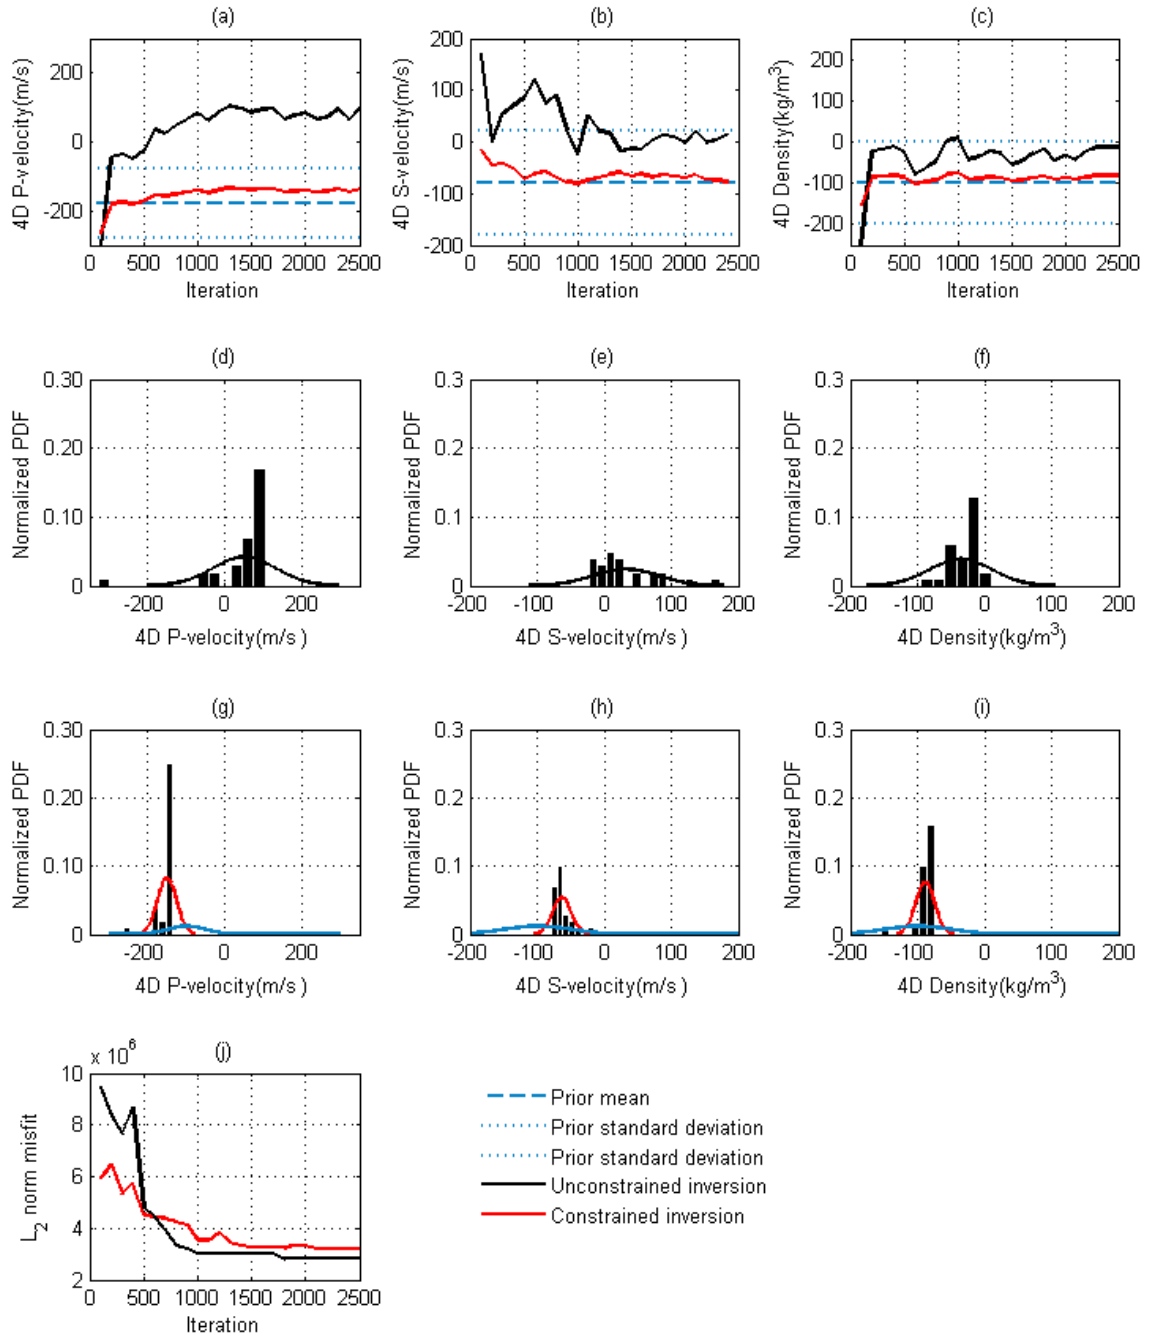 (a)
4D P-velocity(m/s)
200
0
-200
0 500 1000 1500 2000 2500
Iteration
(b)
4D S-velocity(m/s)
200
100
0
-100
-200
0 500 1000 1500 2000 2500
Iteration
(c)
4D Density(kg/m³)
200
100
0
-100
-200
0 500 1000 1500 2000 2500
Iteration
(d)
Normalized PDF
0.30
0.20
0.10
0
-200 0 200
4D P-velocity(m/s )
(e)
Normalized PDF
0.3
0.2
0.1
0
-200 -100 0 100 200
4D S-velocity(m/s )
(f)
Normalized PDF
0.3
0.2
0.1
0
-200 -100 0 100 200
4D Density(kg/m³)
(g)
Normalized PDF
0.30
0.20
0.10
0
-200 0 200
4D P-velocity(m/s )
(h)
Normalized PDF
0.3
0.2
0.1
0
-200 -100 0 100 200
4D S-velocity(m/s )
(i)
Normalized PDF
0.3
0.2
0.1
0
-200 -100 0 100 200
4D Density(kg/m³)
(j)
x 10⁶
L₂ norm misfit
10
8
6
4
2
0 500 1000 1500 2000 2500
Iteration
Prior mean
Prior standard deviation
Prior standard deviation
Unconstrained inversion
Constrained inversion